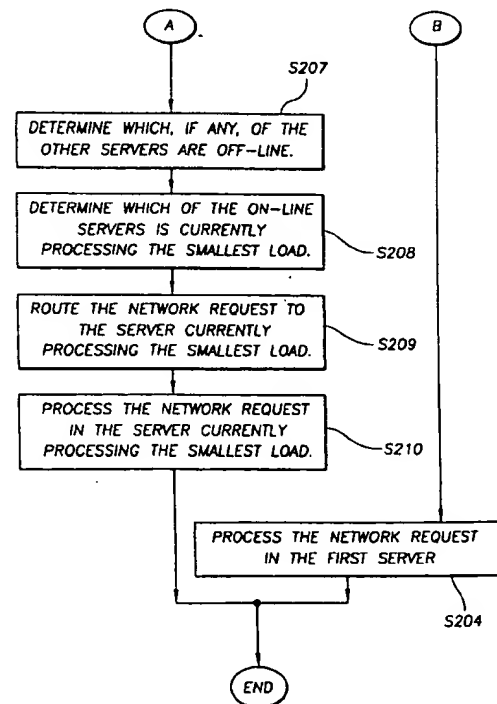 A
B
S207
DETERMINE WHICH, IF ANY, OF THE
OTHER SERVERS ARE OFF-LINE.
DETERMINE WHICH OF THE ON-LINE
SERVERS IS CURRENTLY
PROCESSING THE SMALLEST LOAD.
S208
ROUTE THE NETWORK REQUEST TO
THE SERVER CURRENTLY
PROCESSING THE SMALLEST LOAD.
S209
PROCESS THE NETWORK REQUEST
IN THE SERVER CURRENTLY
PROCESSING THE SMALLEST LOAD.
S210
PROCESS THE NETWORK REQUEST
IN THE FIRST SERVER
S204
END